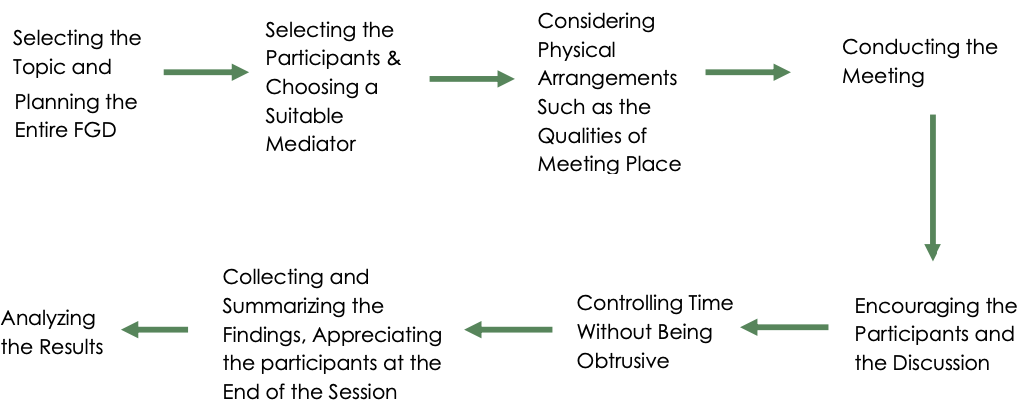 Selecting the
Topic and
Planning the
Entire FGD
Selecting the
Participants &
Choosing a
Suitable
Mediator
Considering
Physical
Arrangements
Such as the
Qualities of
Meeting Place
Conducting the
Meeting
Encouraging the
Participants and
the Discussion
Controlling Time
Without Being
Obtrusive
Collecting and
Summarizing the
Findings, Appreciating
the participants at the
End of the Session
Analyzing
the Results